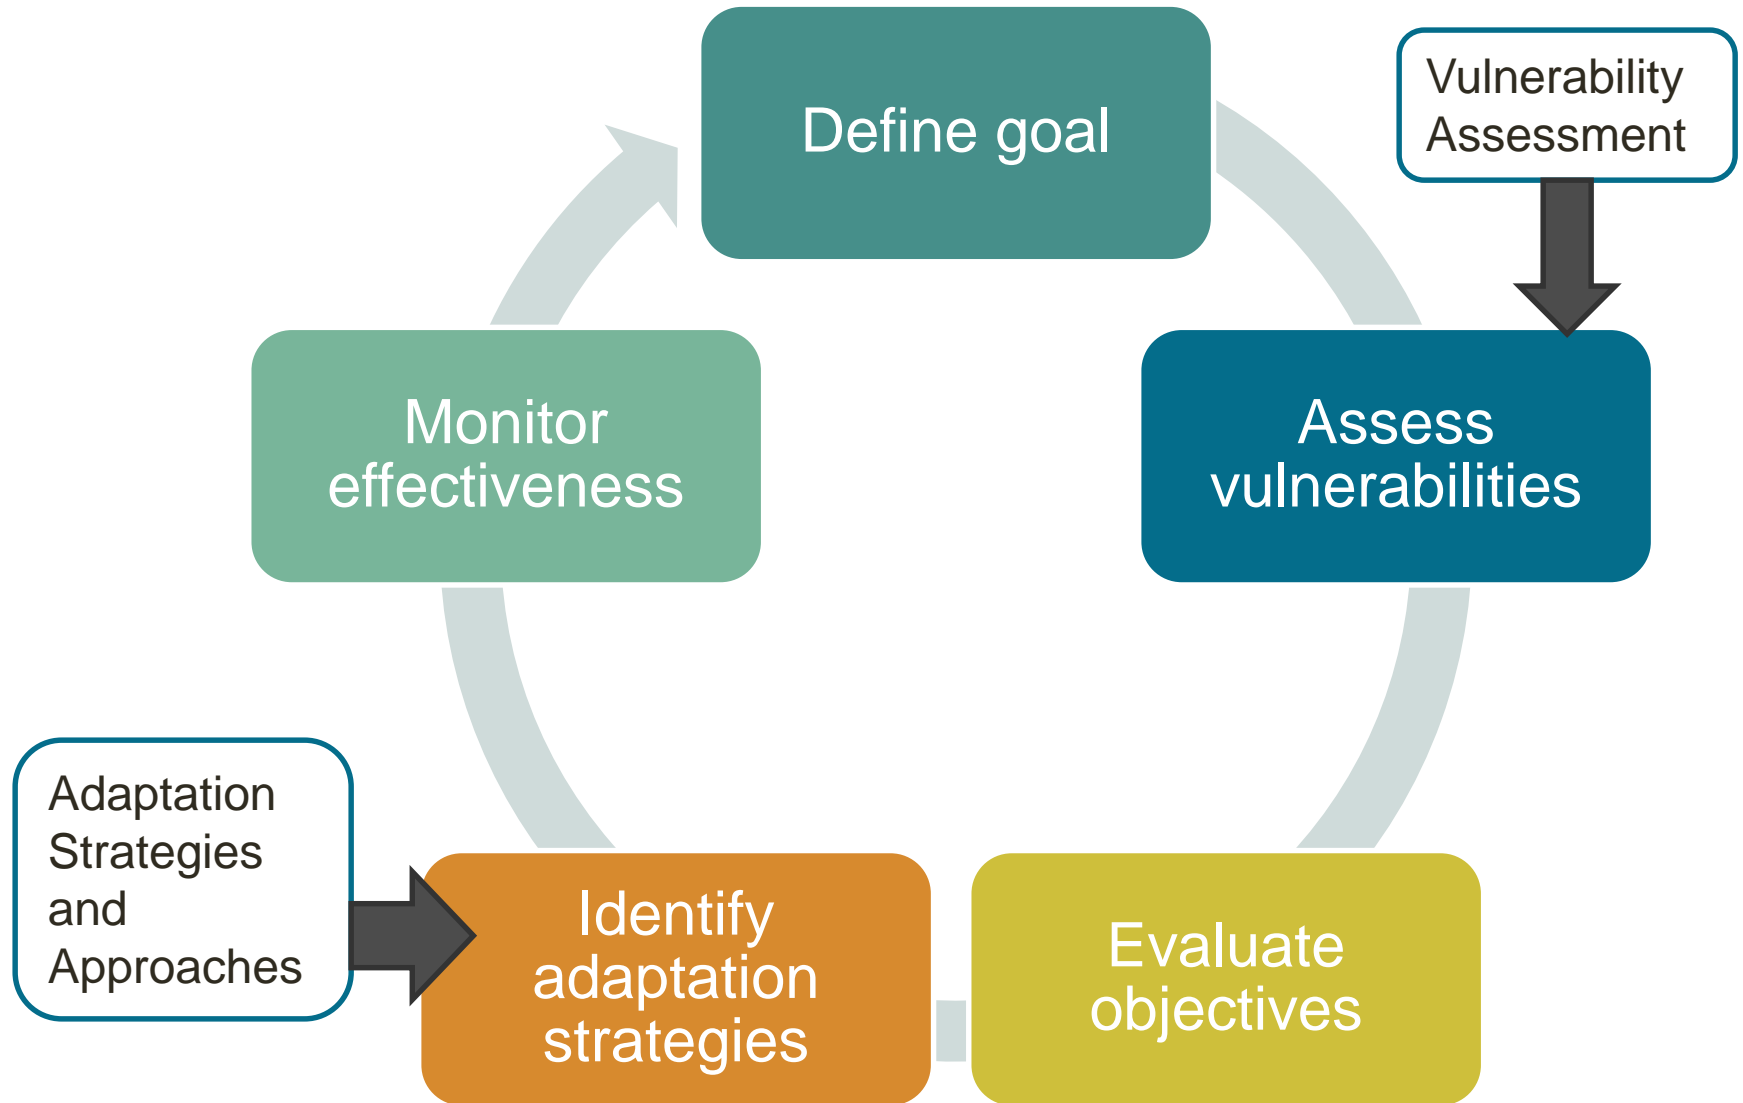 Define goal
Vulnerability
Assessment
Assess
vulnerabilities
Evaluate
objectives
Identify
adaptation
strategies
Adaptation
Strategies
and
Approaches
Monitor
effectiveness